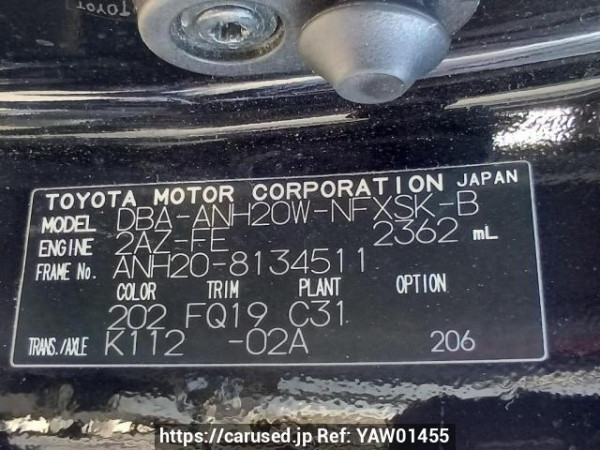 TOYOTA
TOYOTA MOTOR CORPORATION JAPAN
MODEL DBA-ANH20W-NFXSK-B
ENGINE 2AZ-FE 2362 mL
FRAME No. ANH20-8134511
COLOR TRIM PLANT OPTION
202 FQ19 C31
TRANS./AXLE K112 -02A 206
https://carused.jp Ref: YAW01455